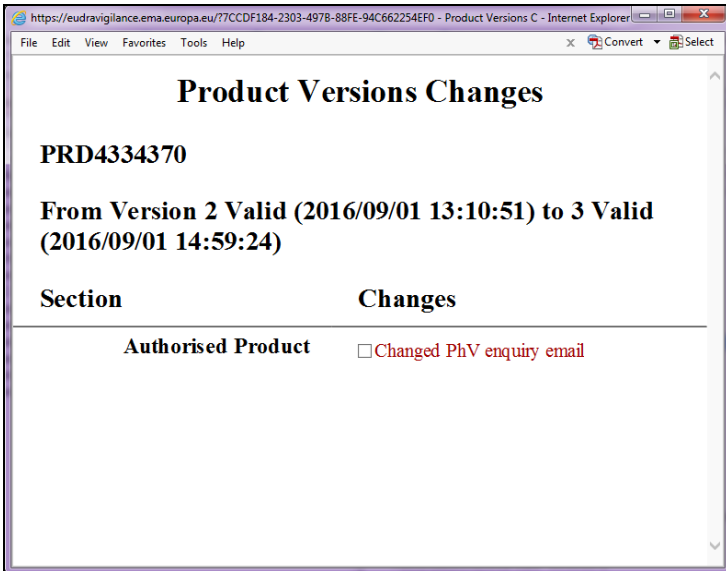 https://eudravigilance.ema.europa.eu/?7CCDF184-2303-497B-88FE-94C662254EF0 - Product Versions C - Internet Explorer
File Edit View Favorites Tools Help
x Convert Select
Product Versions Changes
PRD4334370
From Version 2 Valid (2016/09/01 13:10:51) to 3 Valid
(2016/09/01 14:59:24)
Section Changes
Authorised Product Changed PhV enquiry email